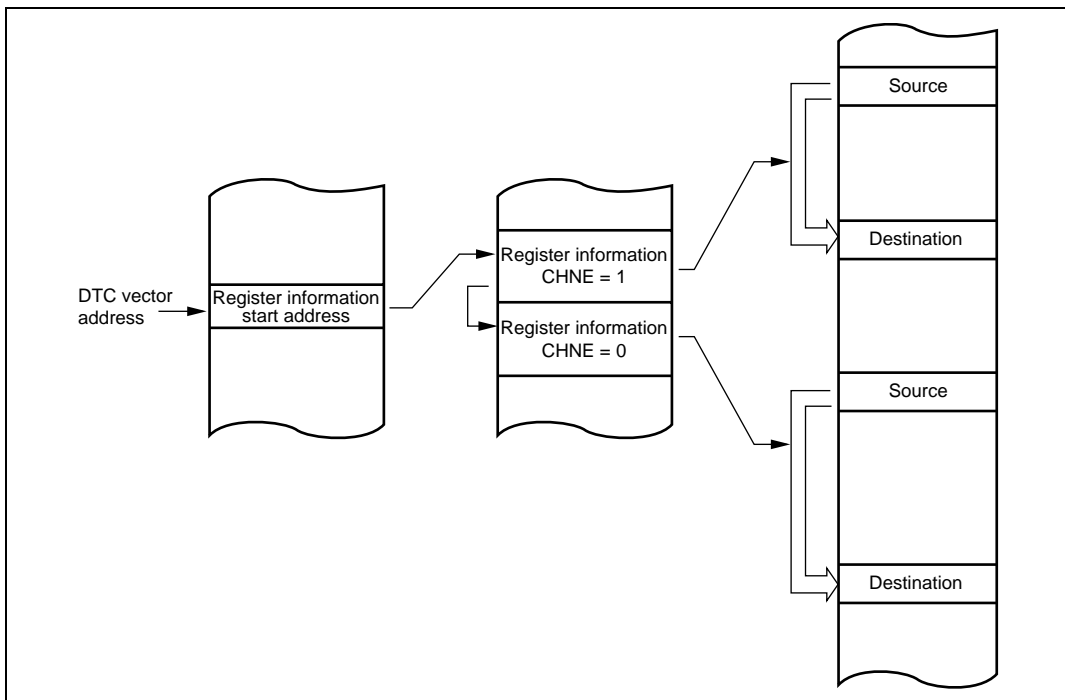 DTC vector
address
Register information
start address
Register information
CHNE = 1
Register information
CHNE = 0
Source
Destination
Source
Destination